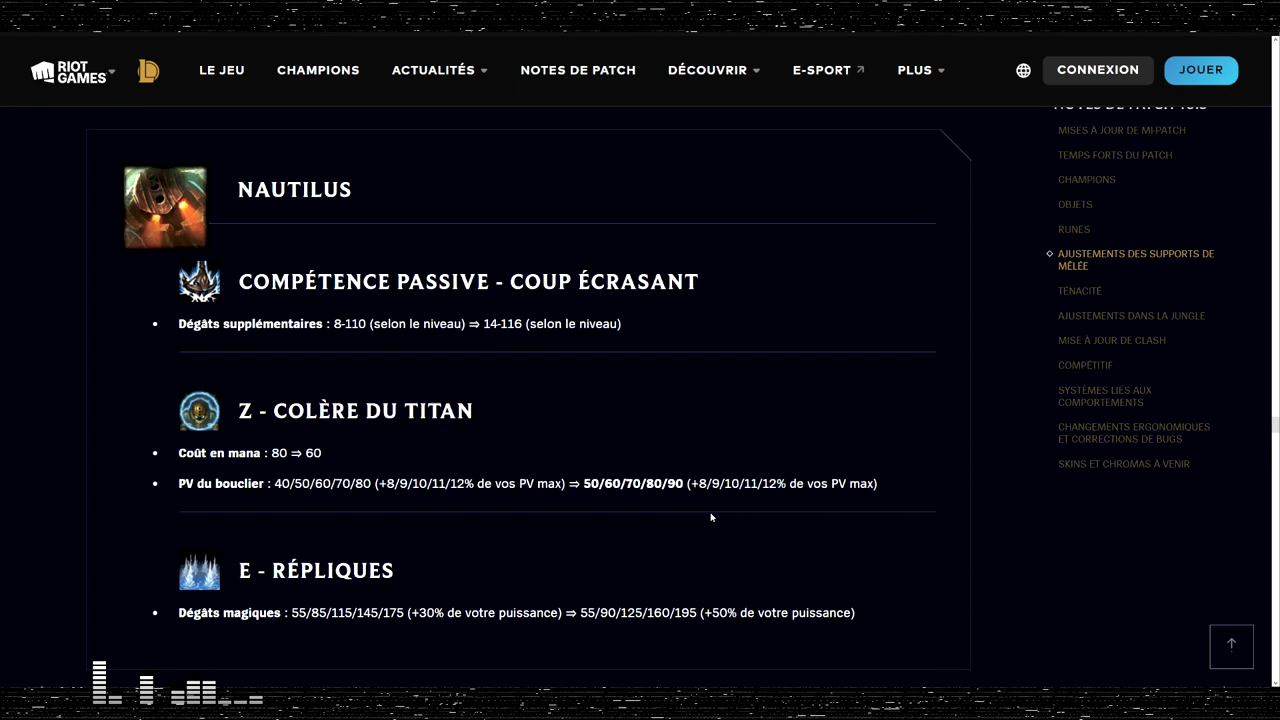 RIOT GAMES
LE JEU
CHAMPIONS
ACTUALITÉS
NOTES DE PATCH
DÉCOUVRIR
E-SPORT
PLUS
CONNEXION
JOUER
NAUTILUS
COMPÉTENCE PASSIVE - COUP ÉCRASANT
• Dégâts supplémentaires : 8-110 (selon le niveau) ⇒ 14-116 (selon le niveau)
Z - COLÈRE DU TITAN
• Coût en mana : 80 ⇒ 60
• PV du bouclier : 40/50/60/70/80 (+8/9/10/11/12% de vos PV max) ⇒ 50/60/70/80/90 (+8/9/10/11/12% de vos PV max)
E - RÉPLIQUES
• Dégâts magiques : 55/85/115/145/175 (+30% de votre puissance) ⇒ 55/90/125/160/195 (+50% de votre puissance)
MISES À JOUR DE MI-PATCH
TEMPS FORTS DU PATCH
CHAMPIONS
OBJETS
RUNES
AJUSTEMENTS DES SUPPORTS DE
MÊLÉE
TÉNACITÉ
AJUSTEMENTS DANS LA JUNGLE
MISE À JOUR DE CLASH
COMPÉTITIF
SYSTÈMES LIÉS AUX
COMPORTEMENTS
CHANGEMENTS ERGONOMIQUES
ET CORRECTIONS DE BUGS
SKINS ET CHROMAS À VENIR